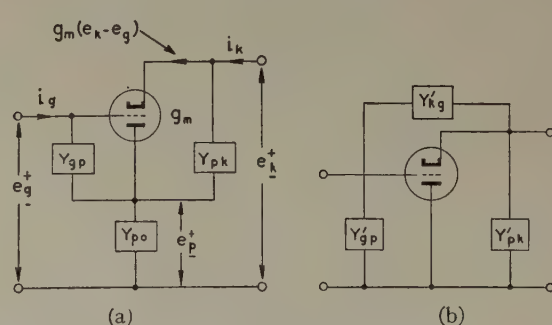 gm(ek-eg)
ik
ig
gm
Ygp
Ypk
+
eg
-
+
ek
-
Ypo
+
ep
-
(a)
Y'kg
Y'gp
Y'pk
(b)